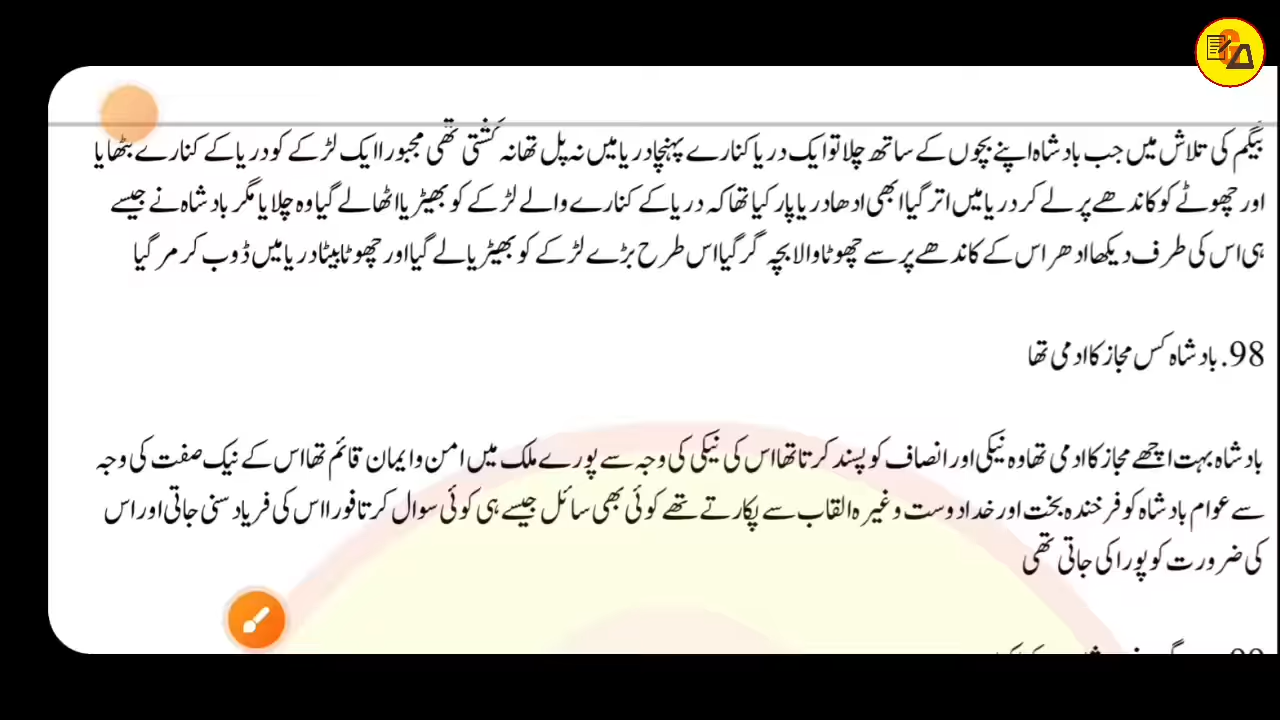 بیگم کی تلاش میں جب بادشاہ اپنے بچوں کے ساتھ چلا تو ایک دریا کنارے پہنچا دریا میں نہ پل تھا نہ کشتی تھی مجبورا ایک لڑکے کو دریا کے کنارے بٹھایا
اور چھوٹے کو کاندھے پر لے کر دریا میں اتر گیا ابھی ادھا دریا پار کیا تھا کہ دریا کے کنارے والے لڑکے کو بھیڑیا اٹھا لے گیا وہ چلایا مگر بادشاہ نے جیسے
ہی اس کی طرف دیکھا ادھر اس کے کاندھے پر سے چھوٹا والا بچہ گر گیا اس طرح بڑے لڑکے کو بھیڑیا لے گیا اور چھوٹا بیٹا دریا میں ڈوب کر مر گیا
98. بادشاہ کس مجاز کا ادمی تھا
بادشاہ بہت اچھے مجاز کا ادمی تھا وہ نیکی اور انصاف کو پسند کرتا تھا اس کی نیکی کی وجہ سے پورے ملک میں امن و ایمان قائم تھا اس کے نیک صفت کی وجہ
سے عوام بادشاہ کو فرخندہ بخت اور خدا دوست وغیرہ القاب سے پکارتے تھے کوئی بھی سائل جیسے ہی کوئی سوال کرتا فورا اس کی فریاد سنی جاتی اور اس
کی ضرورت کو پورا کی جاتی تھی